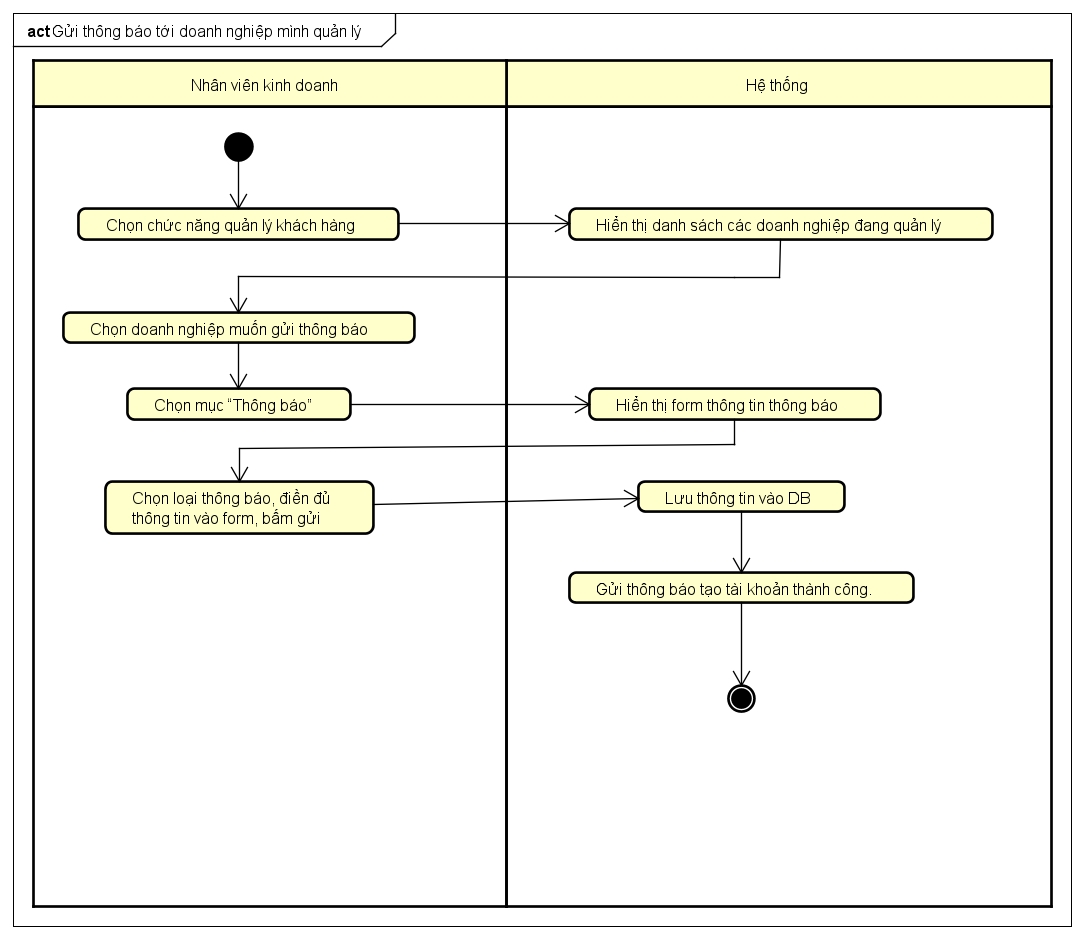 act Gửi thông báo tới doanh nghiệp mình quản lý
Nhân viên kinh doanh
Hệ thống
Chọn chức năng quản lý khách hàng
Hiển thị danh sách các doanh nghiệp đang quản lý
Chọn doanh nghiệp muốn gửi thông báo
Chọn mục “Thông báo”
Hiển thị form thông tin thông báo
Chọn loại thông báo, điền đủ
thông tin vào form, bấm gửi
Lưu thông tin vào DB
Gửi thông báo tạo tài khoản thành công.